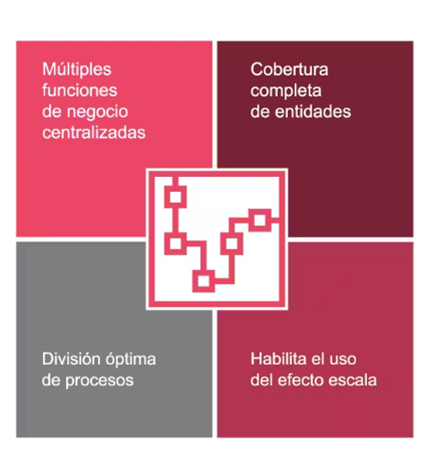 Múltiples
funciones
de negocio
centralizadas
Cobertura
completa
de entidades
División óptima
de procesos
Habilita el uso
del efecto escala